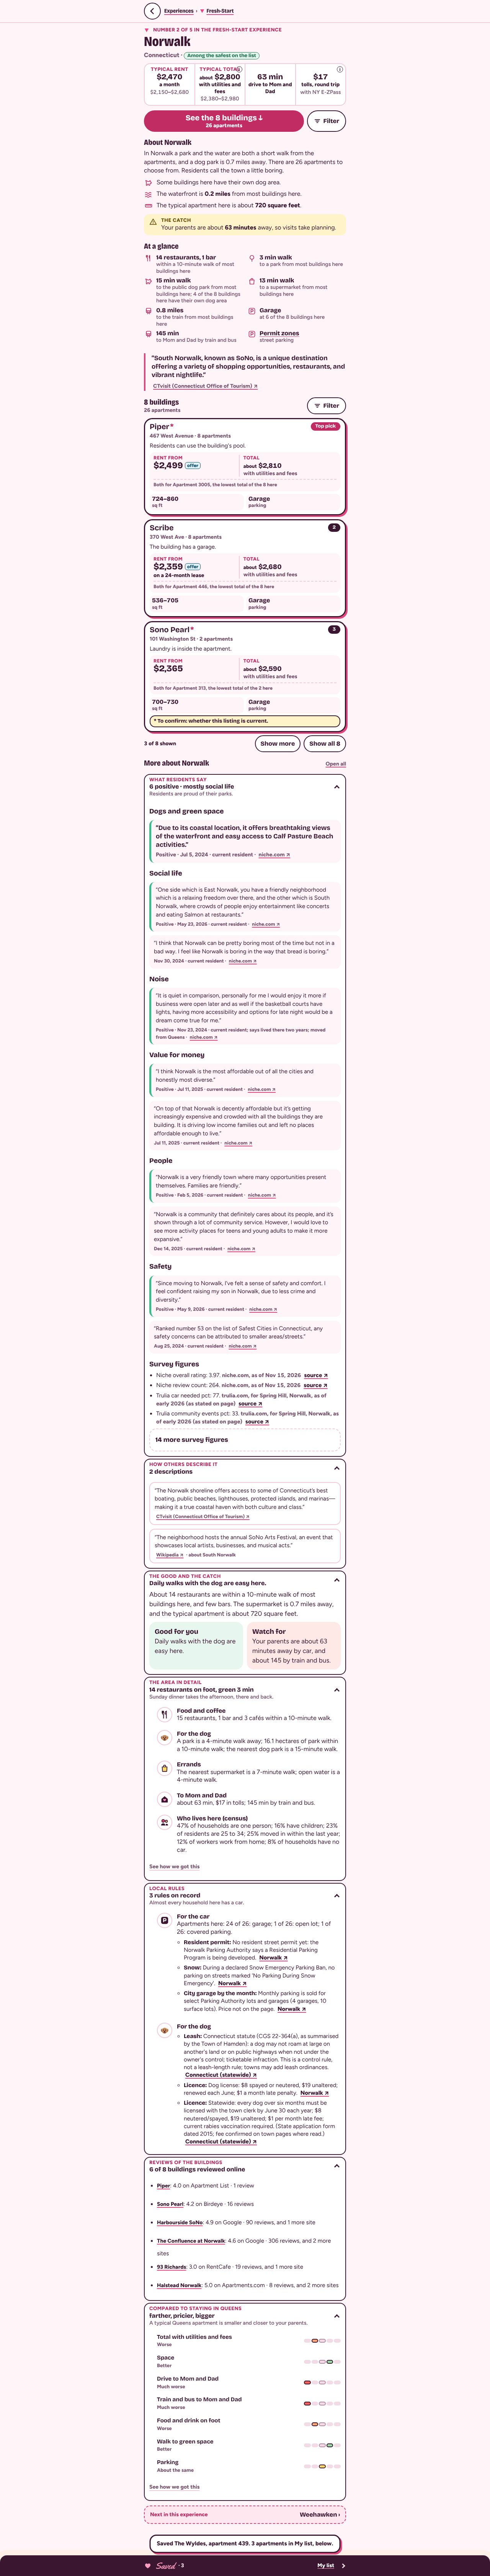 Experiences › Fresh-Start
NUMBER 2 OF 5 IN THE FRESH-START EXPERIENCE
Norwalk
Connecticut · Among the safest on the list
TYPICAL RENT
$2,470
a month
$2,150–$2,680
TYPICAL TOTAL
about $2,800
with utilities and
fees
$2,380–$2,980
63 min
drive to Mom and
Dad
$17
tolls, round trip
with NY E-ZPass
See the 8 buildings ↓
26 apartments
Filter
About Norwalk
In Norwalk a park and the water are both a short walk from the
apartments, and a dog park is 0.7 miles away. There are 26 apartments to
choose from. Residents call the town a little boring.
Some buildings here have their own dog area.
The waterfront is 0.2 miles from most buildings here.
The typical apartment here is about 720 square feet.
THE CATCH
Your parents are about 63 minutes away, so visits take planning.
At a glance
14 restaurants, 1 bar
within a 10-minute walk of most
buildings here
3 min walk
to a park from most buildings here
15 min walk
to the public dog park from most
buildings here; 4 of the 8 buildings
here have their own dog area
13 min walk
to a supermarket from most
buildings here
0.8 miles
to the train from most buildings
here
Garage
at 6 of the 8 buildings here
145 min
to Mom and Dad by train and bus
Permit zones
street parking
"South Norwalk, known as SoNo, is a unique destination
offering a variety of shopping opportunities, restaurants, and
vibrant nightlife."
CTvisit (Connecticut Office of Tourism) ↗
8 buildings
26 apartments
Filter
Piper*
Top pick
467 West Avenue · 8 apartments
Residents can use the building's pool.
RENT FROM
$2,499 offer
TOTAL
about $2,810
with utilities and fees
Both for Apartment 3005, the lowest total of the 8 here
724–860
sq ft
Garage
parking
Scribe
2
370 West Ave · 8 apartments
The building has a garage.
RENT FROM
$2,359 offer
on a 24-month lease
TOTAL
about $2,680
with utilities and fees
Both for Apartment 446, the lowest total of the 8 here
536–705
sq ft
Garage
parking
Sono Pearl*
3
101 Washington St · 2 apartments
Laundry is inside the apartment.
RENT FROM
$2,365
TOTAL
about $2,590
with utilities and fees
Both for Apartment 313, the lowest total of the 2 here
700–730
sq ft
Garage
parking
* To confirm: whether this listing is current.
3 of 8 shown
Show more
Show all 8
More about Norwalk
Open all
WHAT RESIDENTS SAY
6 positive · mostly social life
Residents are proud of their parks.
Dogs and green space
"Due to its coastal location, it offers breathtaking views
of the waterfront and easy access to Calf Pasture Beach
activities."
Positive · Jul 5, 2024 · current resident · niche.com ↗
Social life
"One side which is East Norwalk, you have a friendly neighborhood
which is a relaxing freedom over there, and the other which is South
Norwalk, where crowds of people enjoy entertainment like concerts
and eating Salmon at restaurants."
Positive · May 23, 2026 · current resident · niche.com ↗
"I think that Norwalk can be pretty boring most of the time but not in a
bad way. I feel like Norwalk is boring in the way that bread is boring."
Nov 30, 2024 · current resident · niche.com ↗
Noise
"It is quiet in comparison, personally for me I would enjoy it more if
business were open later and as well if the basketball courts have
lights, having more accessibility and options for late night would be a
dream come true for me."
Positive · Nov 23, 2024 · current resident; says lived there two years; moved
from Queens · niche.com ↗
Value for money
"I think Norwalk is the most affordable out of all the cities and
honestly most diverse."
Positive · Jul 11, 2025 · current resident · niche.com ↗
"On top of that Norwalk is decently affordable but it's getting
increasingly expensive and crowded with all the buildings they are
building. It is driving low income families out and left no places
affordable enough to live."
Jul 11, 2025 · current resident · niche.com ↗
People
"Norwalk is a very friendly town where many opportunities present
themselves. Families are friendly."
Positive · Feb 5, 2026 · current resident · niche.com ↗
"Norwalk is a community that definitely cares about its people, and it's
shown through a lot of community service. However, I would love to
see more activity places for teens and young adults to make it more
expansive."
Dec 14, 2025 · current resident · niche.com ↗
Safety
"Since moving to Norwalk, I've felt a sense of safety and comfort. I
feel confident raising my son in Norwalk, due to less crime and
diversity."
Positive · May 9, 2026 · current resident · niche.com ↗
"Ranked number 53 on the list of Safest Cities in Connecticut, any
safety concerns can be attributed to smaller areas/streets."
Aug 25, 2024 · current resident · niche.com ↗
Survey figures
• Niche overall rating: 3.97. niche.com, as of Nov 15, 2026 source ↗
• Niche review count: 264. niche.com, as of Nov 15, 2026 source ↗
• Trulia car needed pct: 77. trulia.com, for Spring Hill, Norwalk, as of
early 2026 (as stated on page) source ↗
• Trulia community events pct: 33. trulia.com, for Spring Hill, Norwalk, as
of early 2026 (as stated on page) source ↗
14 more survey figures
HOW OTHERS DESCRIBE IT
2 descriptions
"The Norwalk shoreline offers access to some of Connecticut's best
boating, public beaches, lighthouses, protected islands, and marinas—
making it a true coastal haven with both culture and class."
CTvisit (Connecticut Office of Tourism) ↗
"The neighborhood hosts the annual SoNo Arts Festival, an event that
showcases local artists, businesses, and musical acts."
Wikipedia ↗ · about South Norwalk
THE GOOD AND THE CATCH
Daily walks with the dog are easy here.
About 14 restaurants are within a 10-minute walk of most
buildings here, and few bars. The supermarket is 0.7 miles away,
and the typical apartment is about 720 square feet.
Good for you
Daily walks with the dog are
easy here.
Watch for
Your parents are about 63
minutes away by car, and
about 145 by train and bus.
THE AREA IN DETAIL
14 restaurants on foot, green 3 min
Sunday dinner takes the afternoon, there and back.
Food and coffee
15 restaurants, 1 bar and 3 cafés within a 10-minute walk.
For the dog
A park is a 4-minute walk away; 16.1 hectares of park within
a 10-minute walk; the nearest dog park is a 15-minute walk.
Errands
The nearest supermarket is a 7-minute walk; open water is a
4-minute walk.
To Mom and Dad
about 63 min, $17 in tolls; 145 min by train and bus.
Who lives here (census)
47% of households are one person; 16% have children; 23%
of residents are 25 to 34; 25% moved in within the last year;
12% of workers work from home; 8% of households have no
car.
See how we got this
LOCAL RULES
3 rules on record
Almost every household here has a car.
For the car
Apartments here: 24 of 26: garage; 1 of 26: open lot; 1 of
26: covered parking.
Resident permit: No resident street permit yet: the
Norwalk Parking Authority says a Residential Parking
Program is being developed. Norwalk ↗
Snow: During a declared Snow Emergency Parking Ban, no
parking on streets marked 'No Parking During Snow
Emergency'. Norwalk ↗
City garage by the month: Monthly parking is sold for
select Parking Authority lots and garages (4 garages, 10
surface lots). Price not on the page. Norwalk ↗
For the dog
Leash: Connecticut statute (CGS 22-364(a), as summarised
by the Town of Hamden): a dog may not roam at large on
another's land or on public highways when not under the
owner's control; ticketable infraction. This is a control rule,
not a leash-length rule; towns may add leash ordinances.
Connecticut (statewide) ↗
Licence: Dog license: $8 spayed or neutered, $19 unaltered;
renewed each June; $1 a month late penalty. Norwalk ↗
Licence: Statewide: every dog over six months must be
licensed with the town clerk by June 30 each year; $8
neutered/spayed, $19 unaltered; $1 per month late fee;
current rabies vaccination required. (State application form
dated 2015; fee confirmed on town pages where read.)
Connecticut (statewide) ↗
REVIEWS OF THE BUILDINGS
6 of 8 buildings reviewed online
• Piper: 4.0 on Apartment List · 1 review
• Sono Pearl: 4.2 on Birdeye · 16 reviews
• Harbourside SoNo: 4.9 on Google · 90 reviews, and 1 more site
• The Confluence at Norwalk: 4.6 on Google · 306 reviews, and 2 more
sites
• 93 Richards: 3.0 on RentCafe · 19 reviews, and 1 more site
• Halstead Norwalk: 5.0 on Apartments.com · 8 reviews, and 2 more sites
COMPARED TO STAYING IN QUEENS
farther, pricier, bigger
A typical Queens apartment is smaller and closer to your parents.
Total with utilities and fees
Worse
Space
Better
Drive to Mom and Dad
Much worse
Train and bus to Mom and Dad
Much worse
Food and drink on foot
Worse
Walk to green space
Better
Parking
About the same
See how we got this
Next in this experience
Weehawken ›
Saved The Wyldes, apartment 439. 3 apartments in My list, below.
Saved · 3
My list